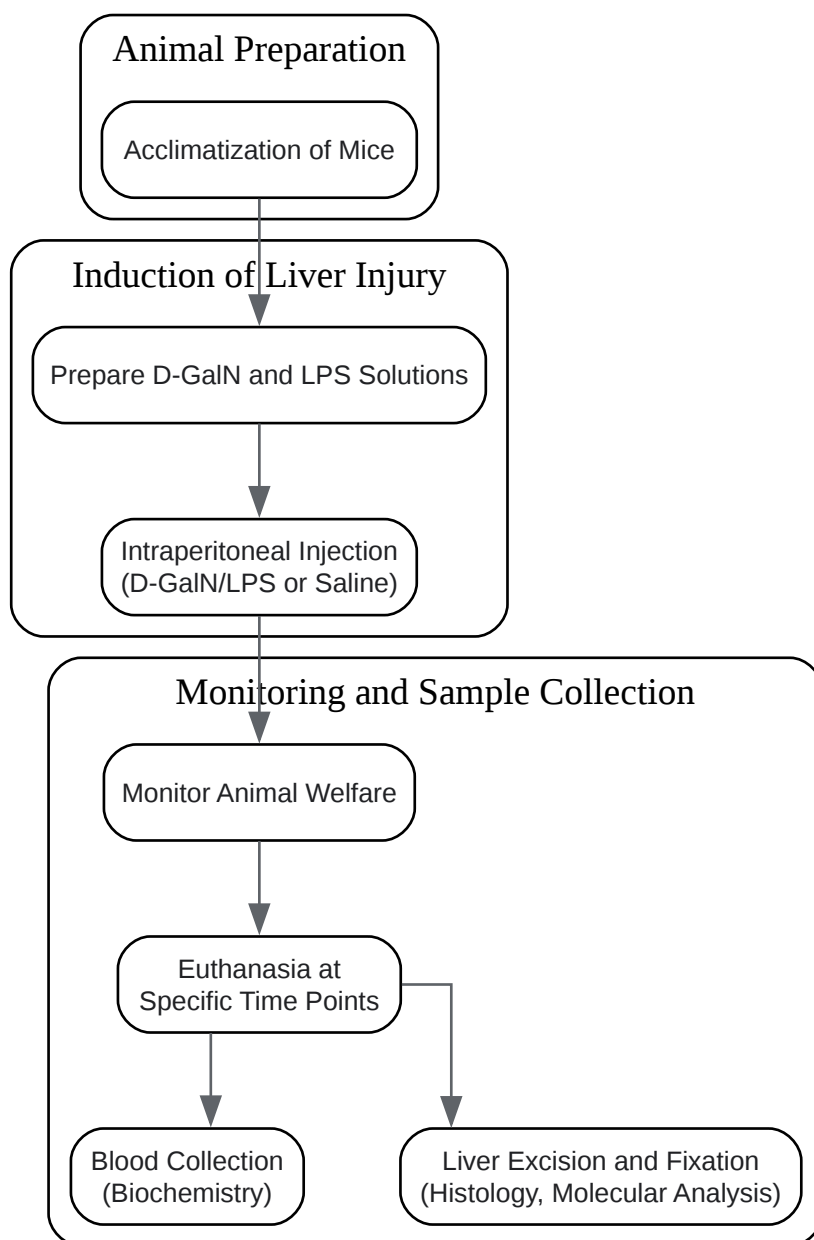 Animal Preparation
Acclimatization of Mice
Induction of Liver Injury
Prepare D-GalN and LPS Solutions
Intraperitoneal Injection
(D-GalN/LPS or Saline)
Monitoring and Sample Collection
Monitor Animal Welfare
Euthanasia at
Specific Time Points
Blood Collection
(Biochemistry)
Liver Excision and Fixation
(Histology, Molecular Analysis)